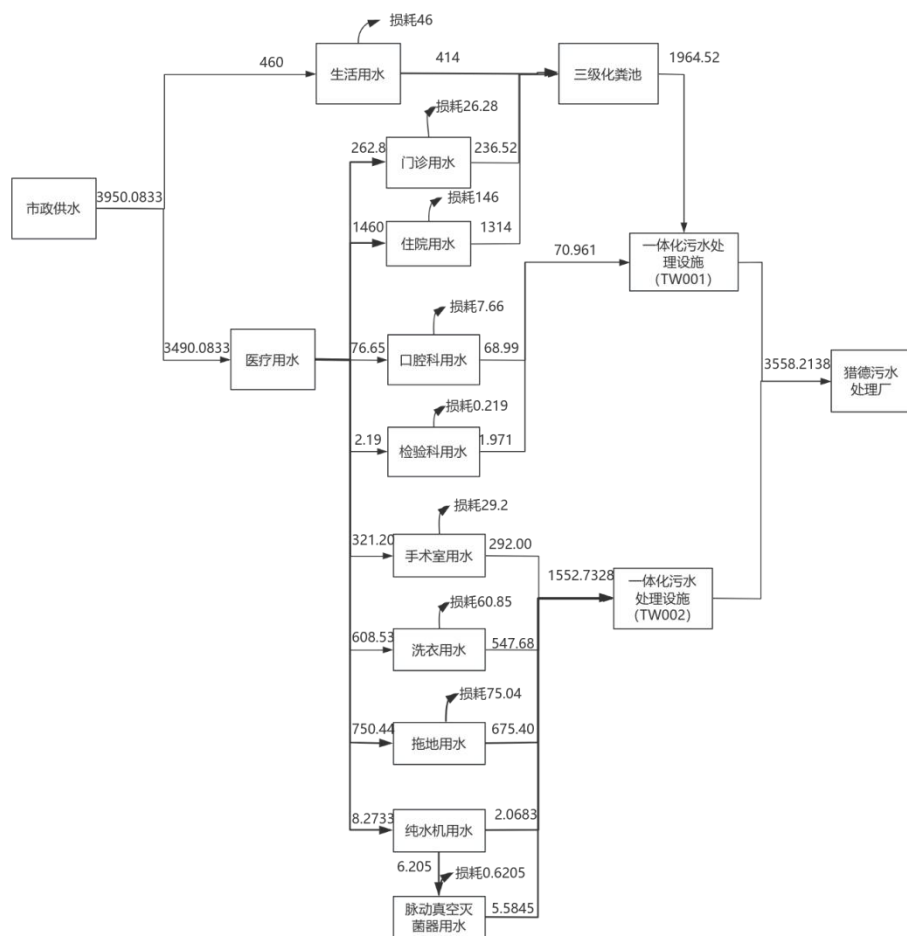 损耗46
460
生活用水
414
三级化粪池
1964.52
损耗26.28
262.8
门诊用水
236.52
市政供水
3950.0833
损耗146
1460
住院用水
1314
70.961
一体化污水处
理设施
（TW001）
3490.0833
医疗用水
损耗7.66
76.65
口腔科用水
68.99
3558.2138
猎德污水
处理厂
损耗0.219
2.19
检验科用水
1.971
损耗29.2
321.20
手术室用水
292.00
1552.7328
一体化污水
处理设施
（TW002）
损耗60.85
608.53
洗衣用水
547.68
损耗75.04
750.44
拖地用水
675.40
8.2733
纯水机用水
2.0683
6.205
损耗0.6205
脉动真空灭
菌器用水
5.5845